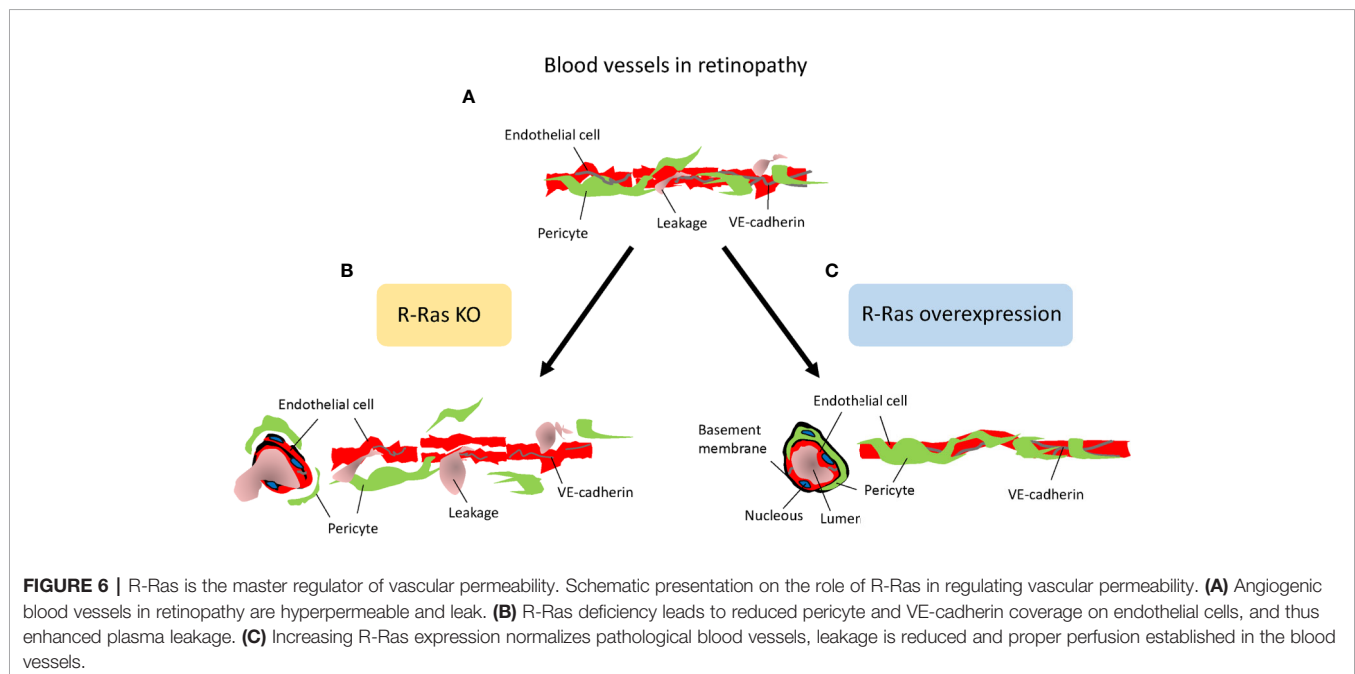 Blood vessels in retinopathy
A
Endothelial cell
Pericyte
Leakage
VE-cadherin
B
R-Ras KO
C
R-Ras overexpression
Endothelial cell
Pericyte
Leakage
VE-cadherin
Endothelial cell
Basement
membrane
Pericyte
Nucleous
Lumen
VE-cadherin
FIGURE 6 | R-Ras is the master regulator of vascular permeability. Schematic presentation on the role of R-Ras in regulating vascular permeability. (A) Angiogenic
blood vessels in retinopathy are hyperpermeable and leak. (B) R-Ras deficiency leads to reduced pericyte and VE-cadherin coverage on endothelial cells, and thus
enhanced plasma leakage. (C) Increasing R-Ras expression normalizes pathological blood vessels, leakage is reduced and proper perfusion established in the blood
vessels.